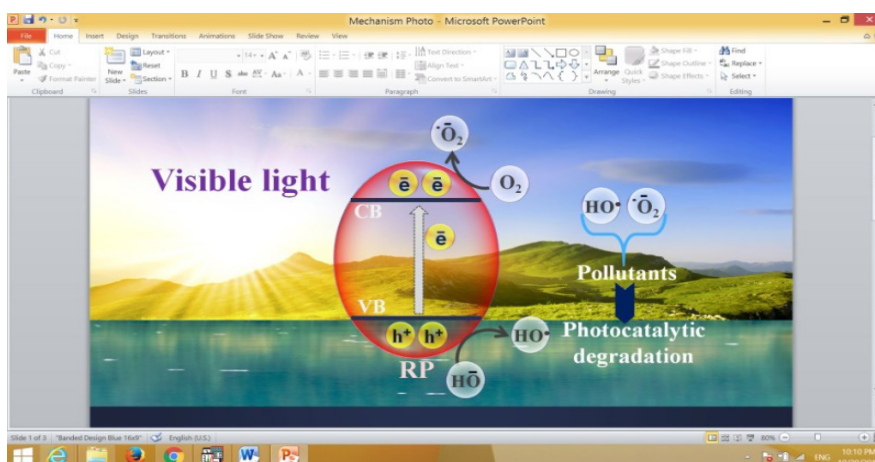 Mechanism Photo - Microsoft PowerPoint
File Home Insert Design Transitions Animations Slide Show Review View
Cut
Copy
Format Painter
Paste
Clipboard
New
Slide
Layout
Reset
Section
Slides
14
B I U S abc AV Aa A
Font
Text Direction
Align Text
Convert to SmartArt
Paragraph
Arrange
Quick
Styles
Shape Fill
Shape Outline
Shape Effects
Drawing
Find
Replace
Select
Editing
Visible light
·Ō₂
ē ē
O₂
CB
ē
VB
h⁺ h⁺
RP
HŌ
HO•
HO• ·Ō₂
Pollutants
Photocatalytic
degradation
Slide 1 of 3 "Banded Design Blue 16x9" English (U.S.) 80%
ENG 10:10 PM